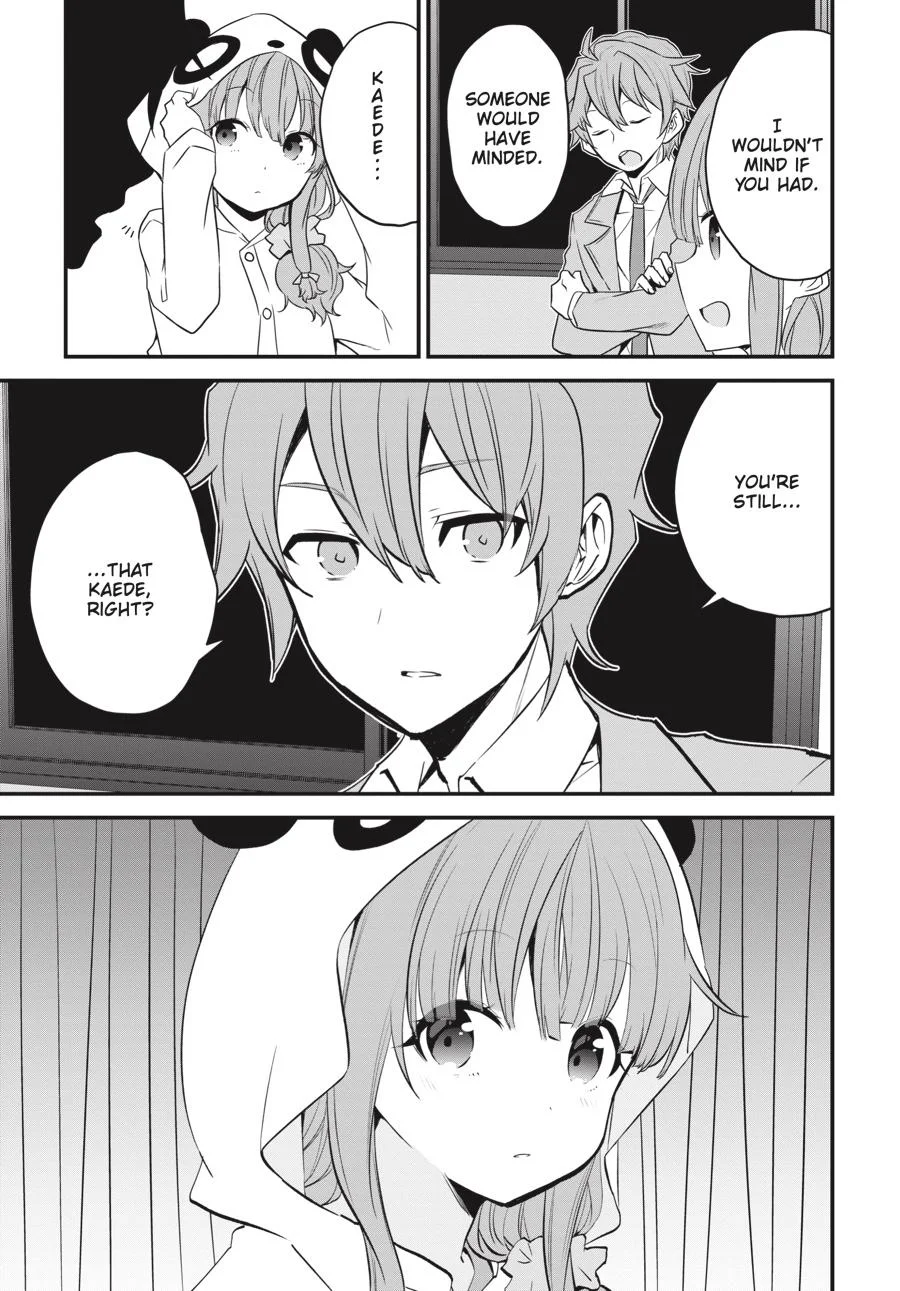 I
WOULDN'T
MIND IF
YOU HAD.
SOMEONE
WOULD
HAVE
MINDED.
KAEDE...
YOU'RE
STILL...
...THAT
KAEDE,
RIGHT?